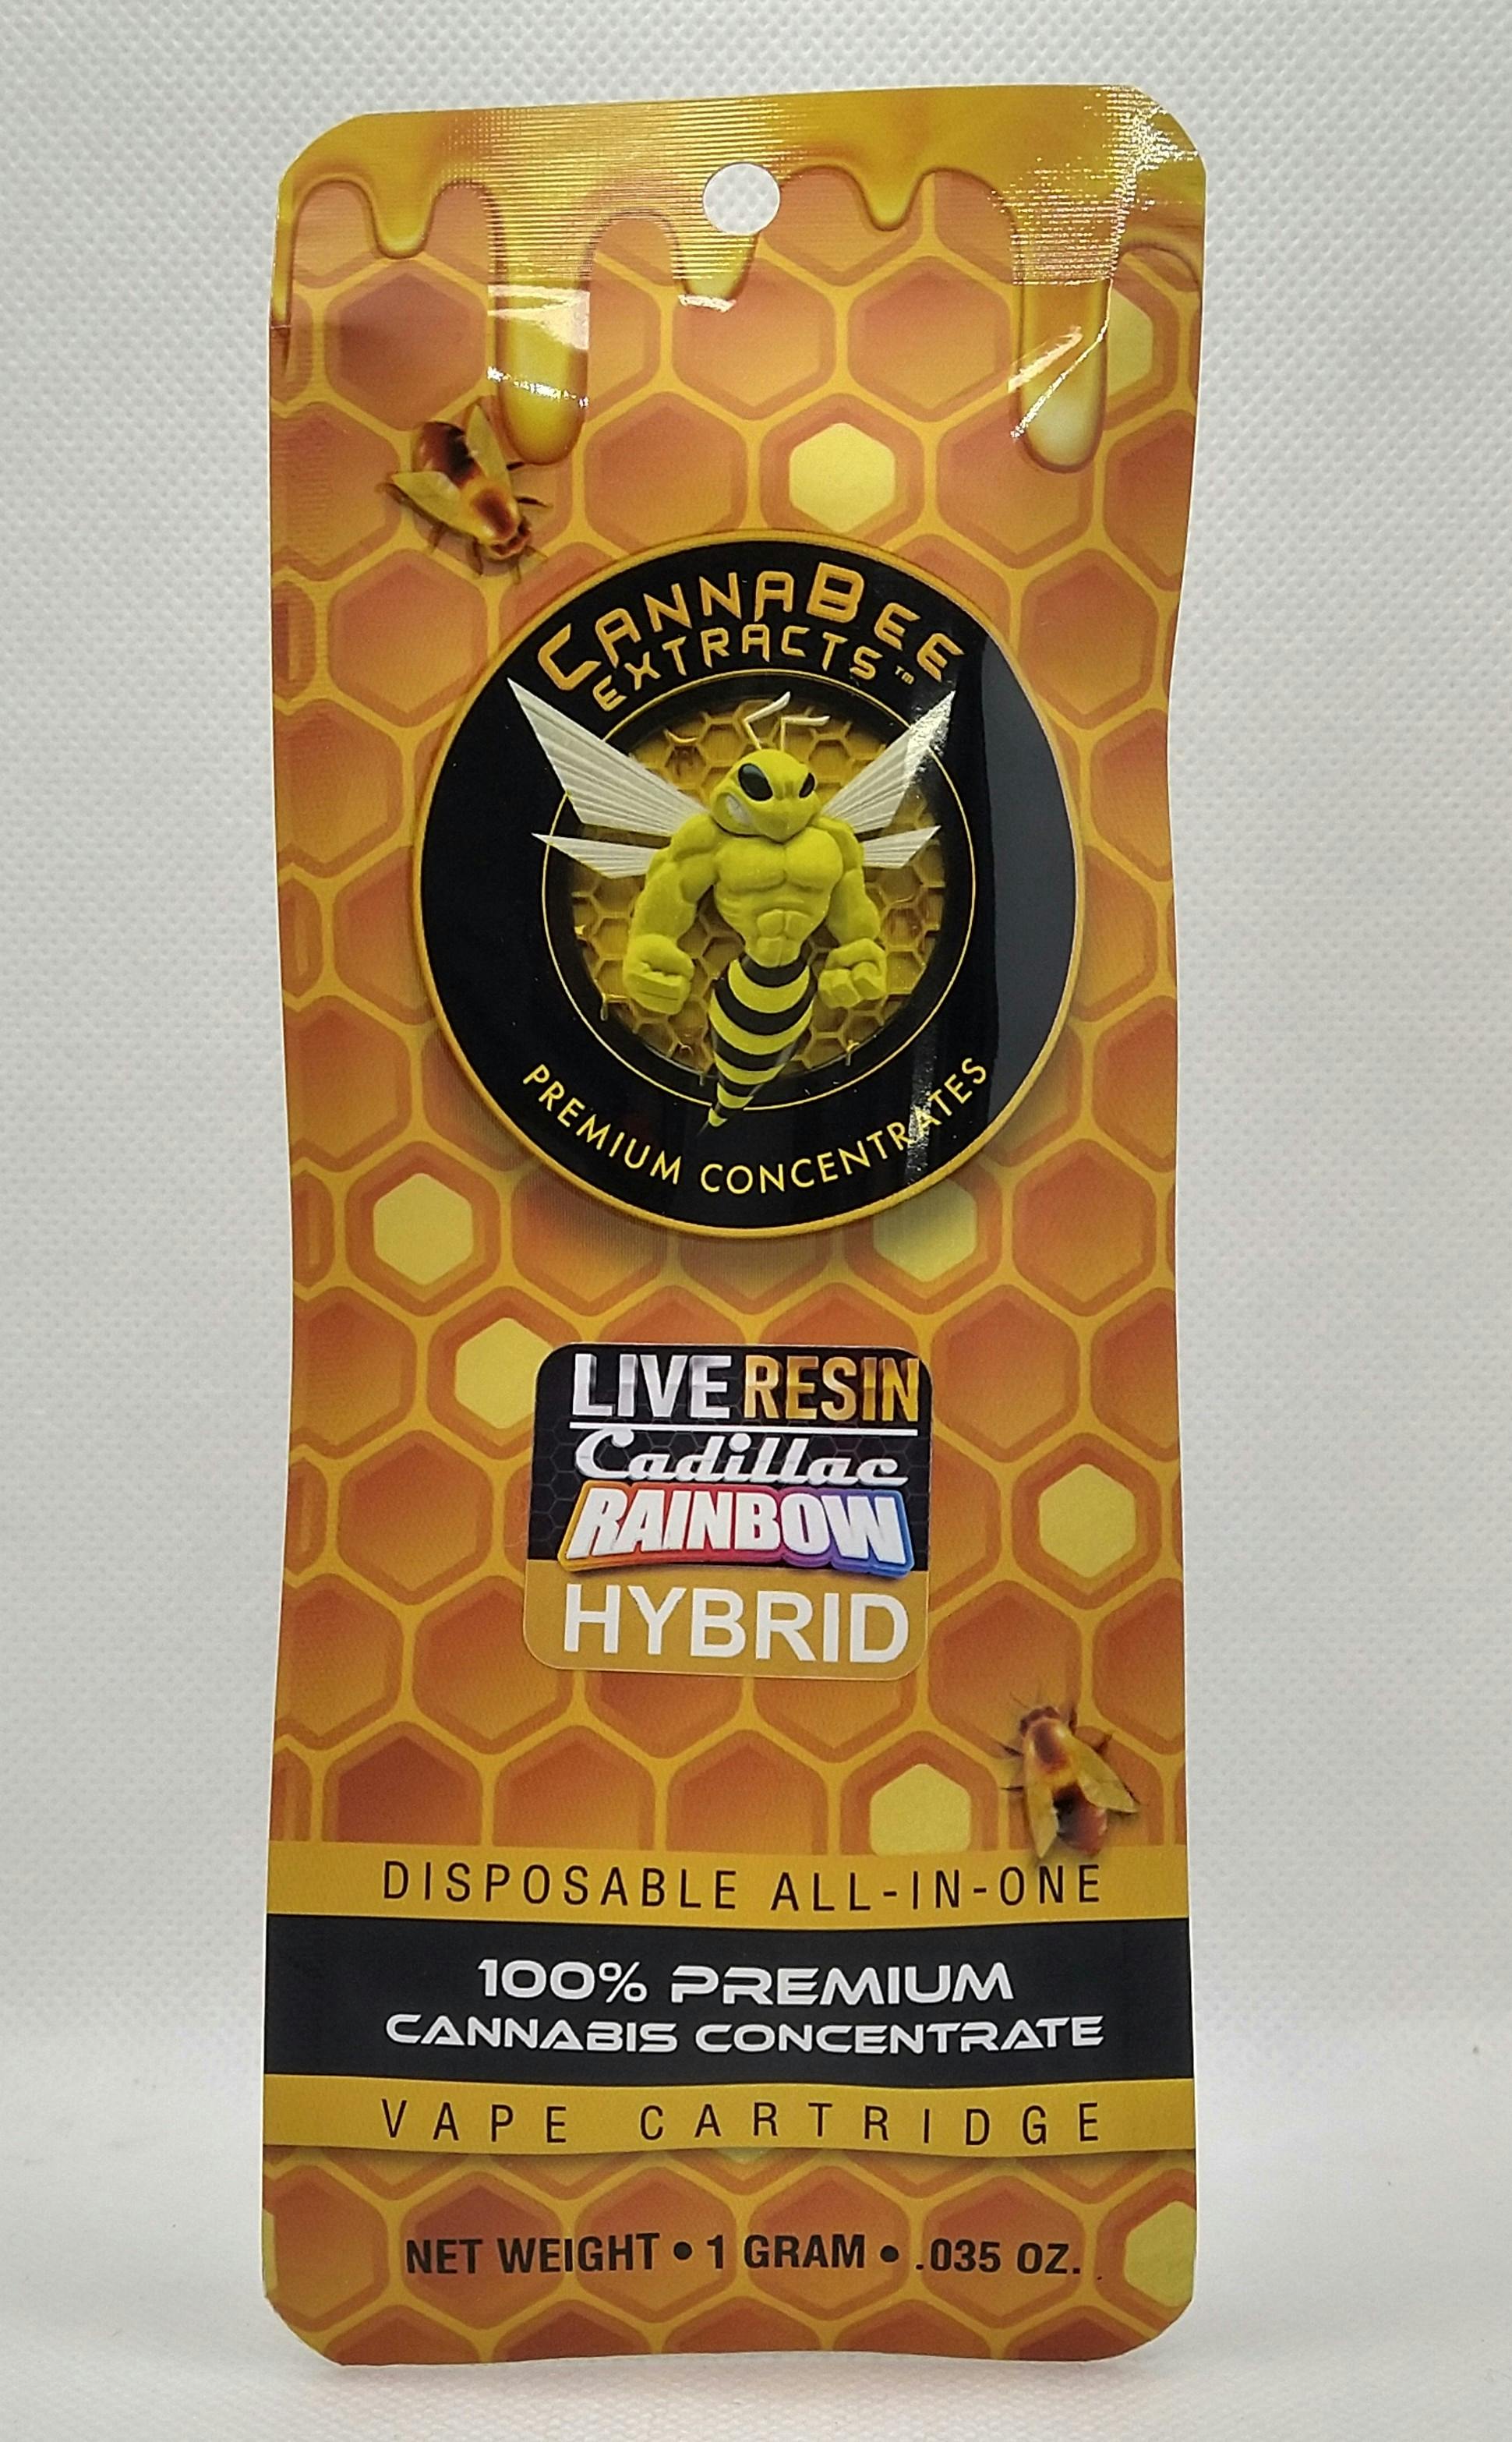 CANNABEE
EXTRACTS™
PREMIUM CONCENTRATES
LIVE RESIN
Cadillac
RAINBOW
HYBRID
DISPOSABLE ALL-IN-ONE
100% PREMIUM
CANNABIS CONCENTRATE
VAPE CARTRIDGE
NET WEIGHT • 1 GRAM • .035 OZ.